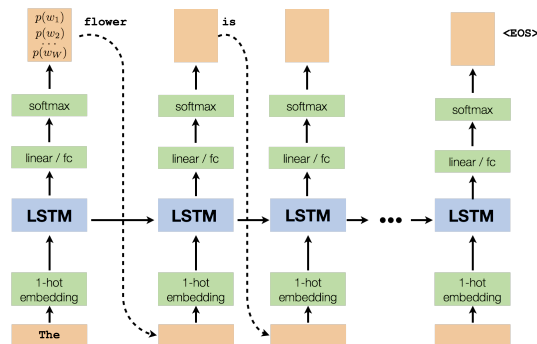 p(w₁)
p(w₂)
...
p(w_W)
flower
is
<EOS>
softmax
softmax
softmax
softmax
linear / fc
linear / fc
linear / fc
linear / fc
LSTM
LSTM
LSTM
•••
LSTM
1-hot
embedding
1-hot
embedding
1-hot
embedding
1-hot
embedding
The